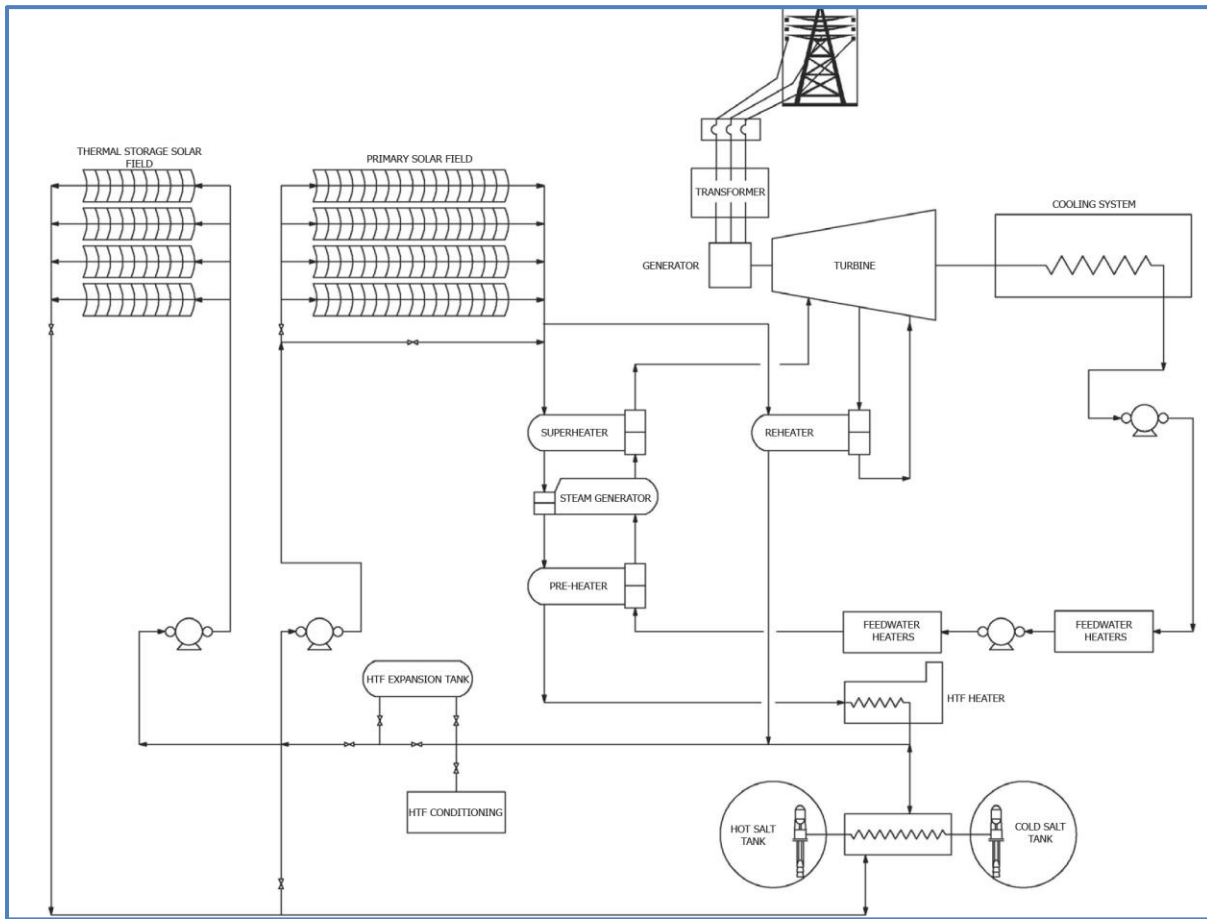 THERMAL STORAGE SOLAR
FIELD
PRIMARY SOLAR FIELD
TRANSFORMER
GENERATOR
TURBINE
COOLING SYSTEM
SUPERHEATER
REHEATER
STEAM GENERATOR
PRE-HEATER
FEEDWATER
HEATERS
FEEDWATER
HEATERS
HTF EXPANSION TANK
HTF HEATER
HTF CONDITIONING
HOT SALT
TANK
COLD SALT
TANK